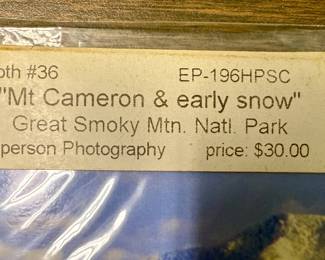 oth #36 EP-196HPSC
"Mt Cameron & early snow"
Great Smoky Mtn. Natl. Park
person Photography price: $30.00